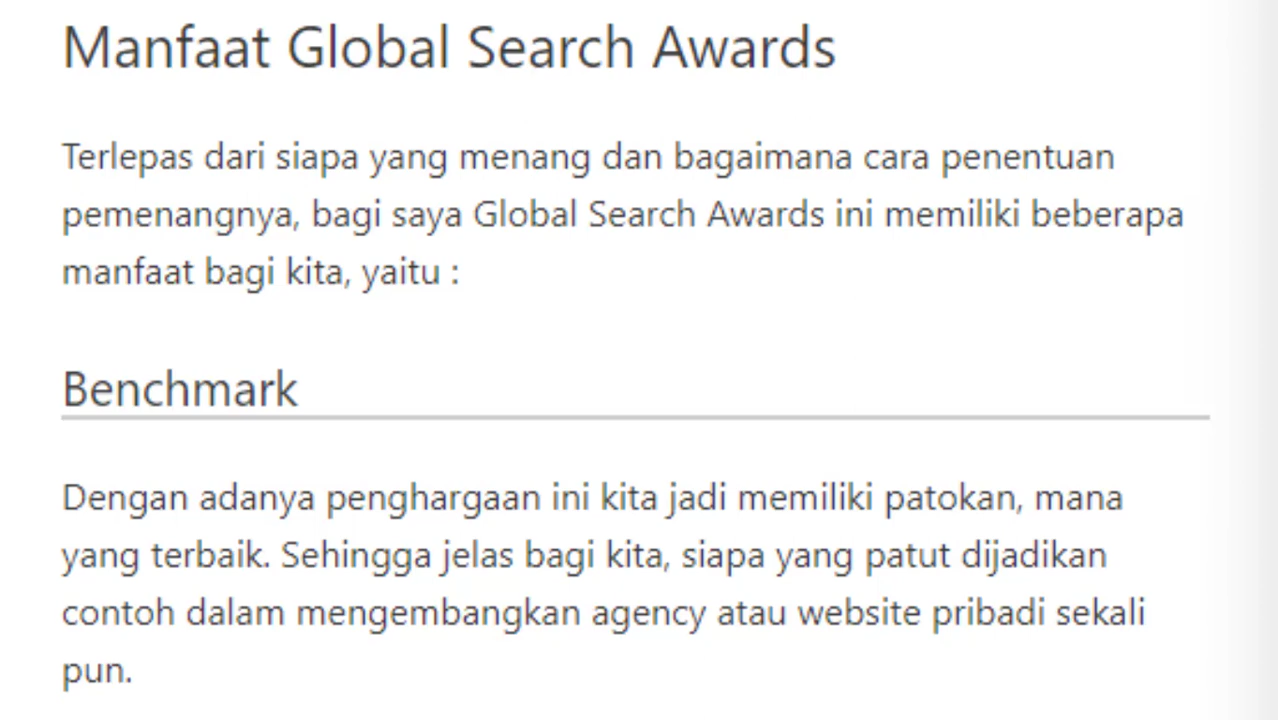 Manfaat Global Search Awards
Terlepas dari siapa yang menang dan bagaimana cara penentuan
pemenangnya, bagi saya Global Search Awards ini memiliki beberapa
manfaat bagi kita, yaitu :
Benchmark
Dengan adanya penghargaan ini kita jadi memiliki patokan, mana
yang terbaik. Sehingga jelas bagi kita, siapa yang patut dijadikan
contoh dalam mengembangkan agency atau website pribadi sekali
pun.